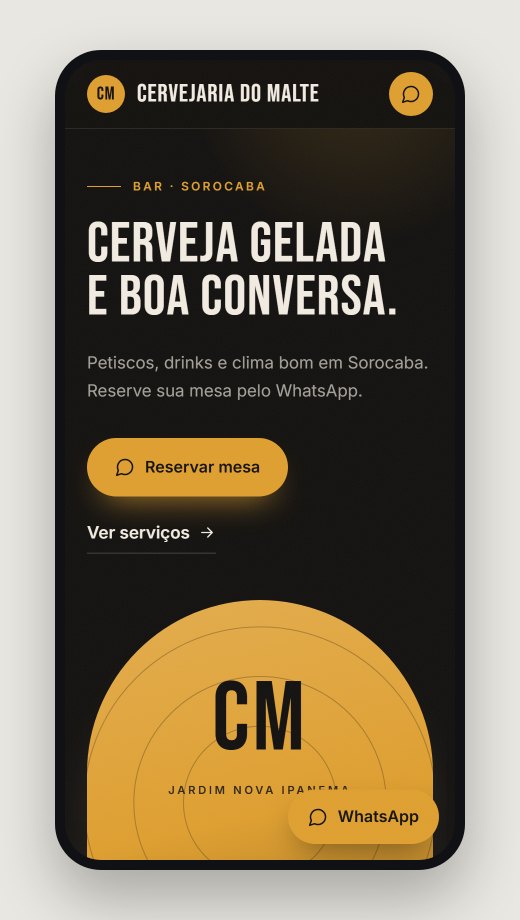 CM CERVEJARIA DO MALTE
BAR · SOROCABA
CERVEJA GELADA
E BOA CONVERSA.
Petiscos, drinks e clima bom em Sorocaba.
Reserve sua mesa pelo WhatsApp.
Reservar mesa
Ver serviços →
CM
JARDIM NOVA IPANEMA
WhatsApp